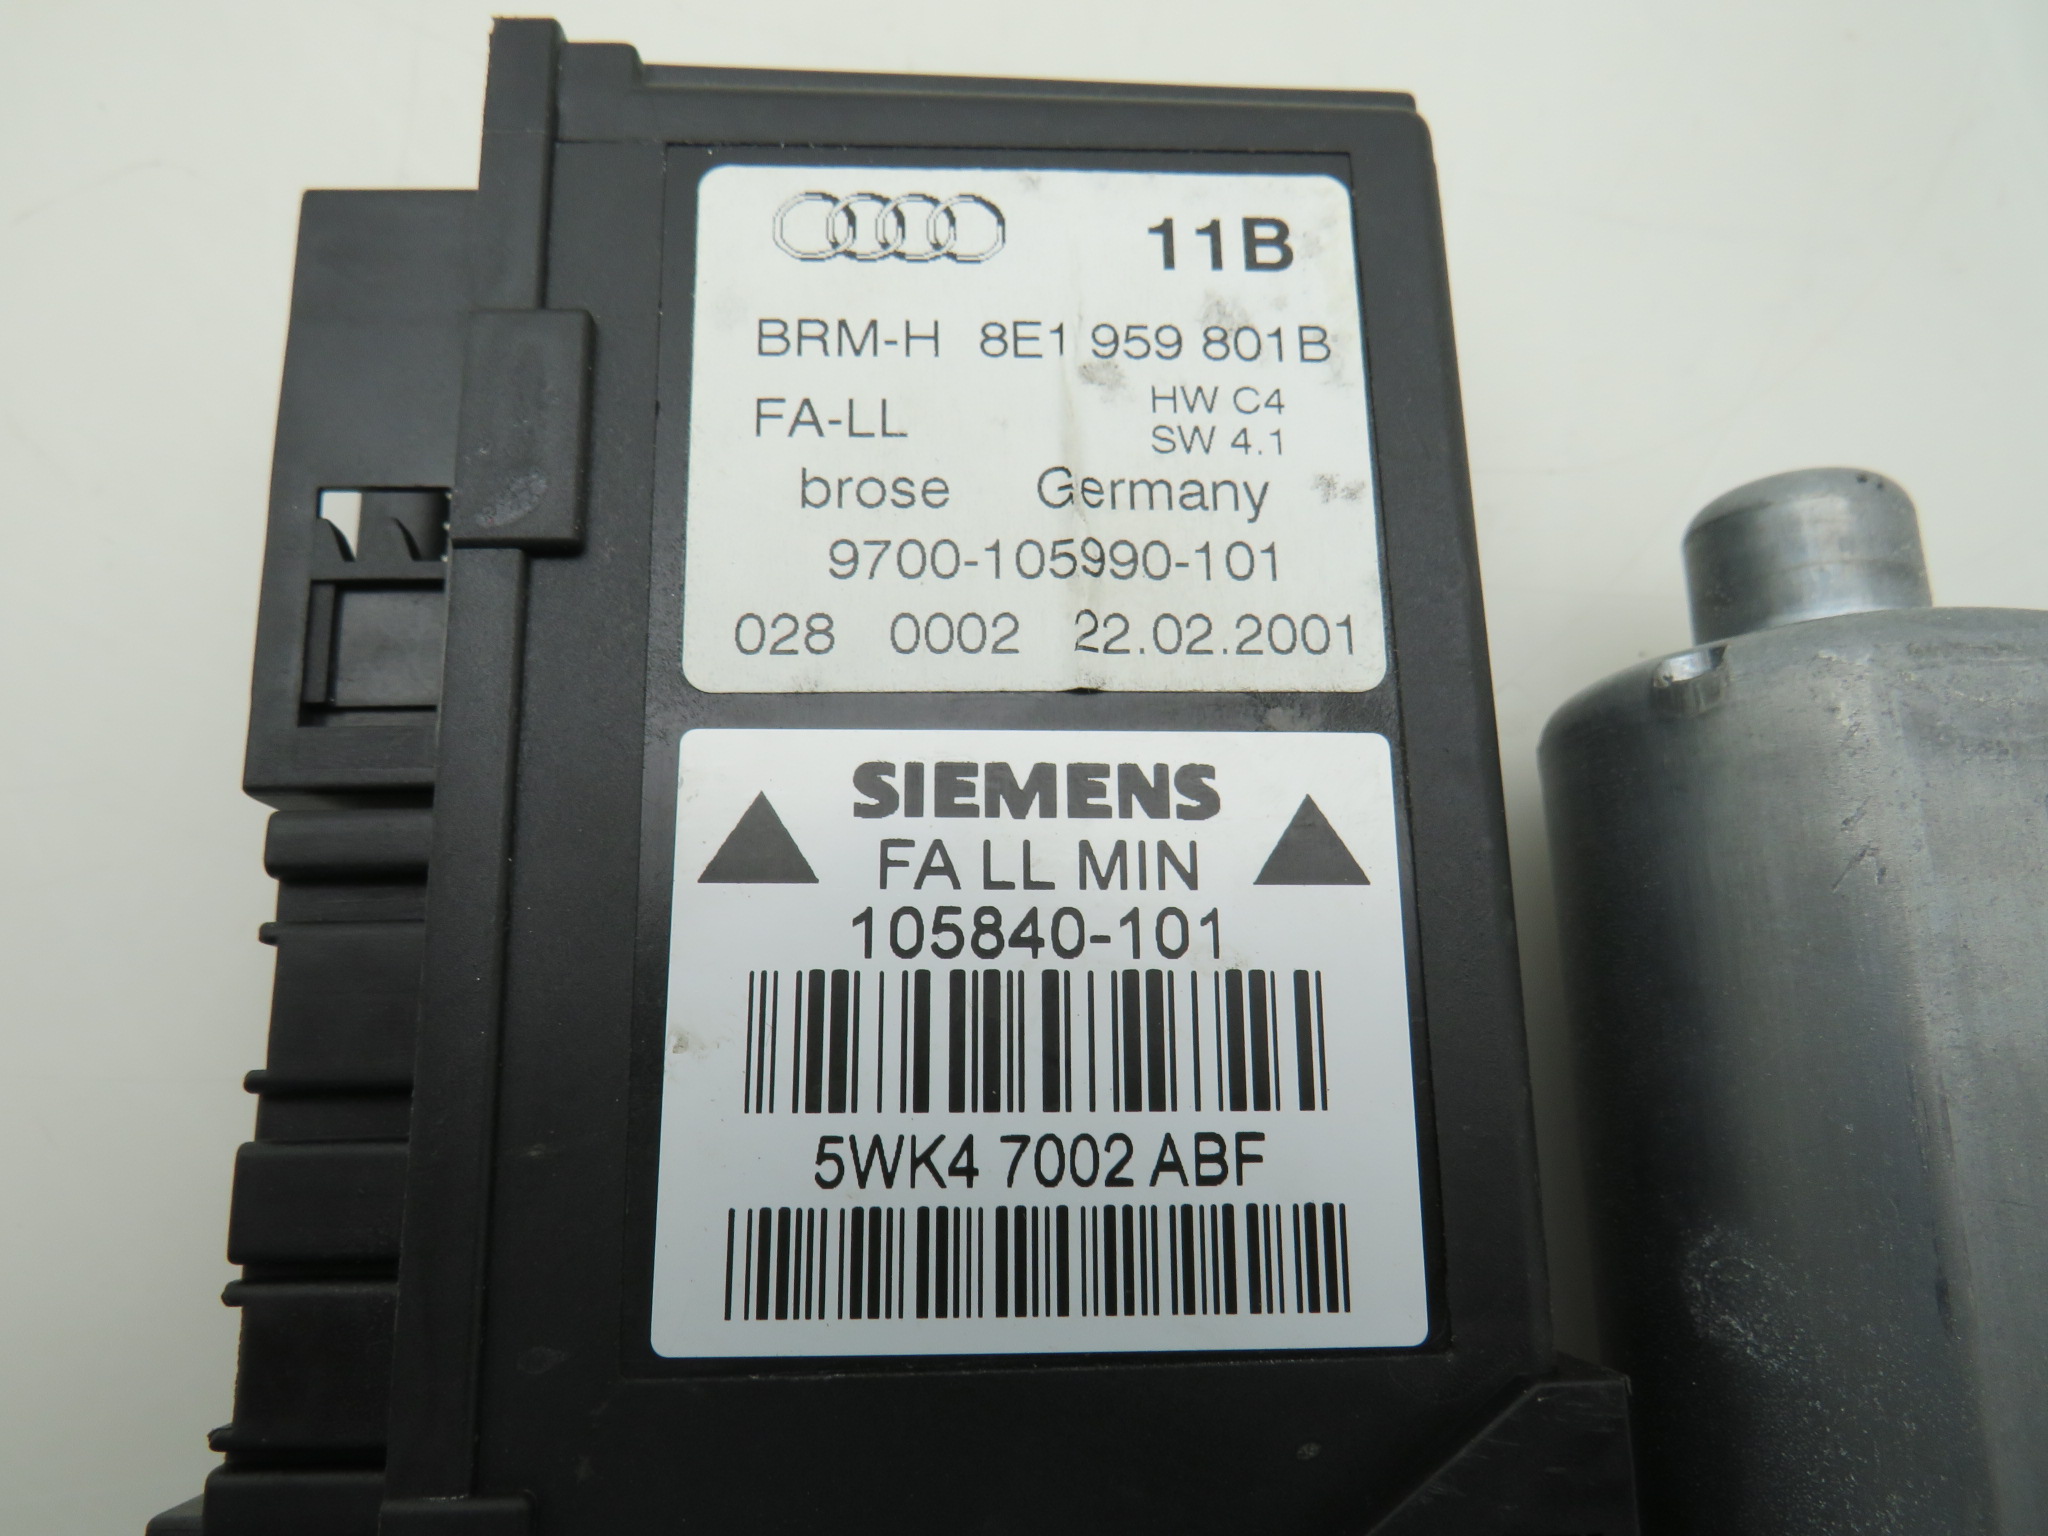 11B
BRM-H 8E1 959 801B
FA-LL HW C4
SW 4.1
brose Germany
9700-105990-101
028 0002 22.02.2001
SIEMENS
FA LL MIN
105840-101
5WK4 7002 ABF